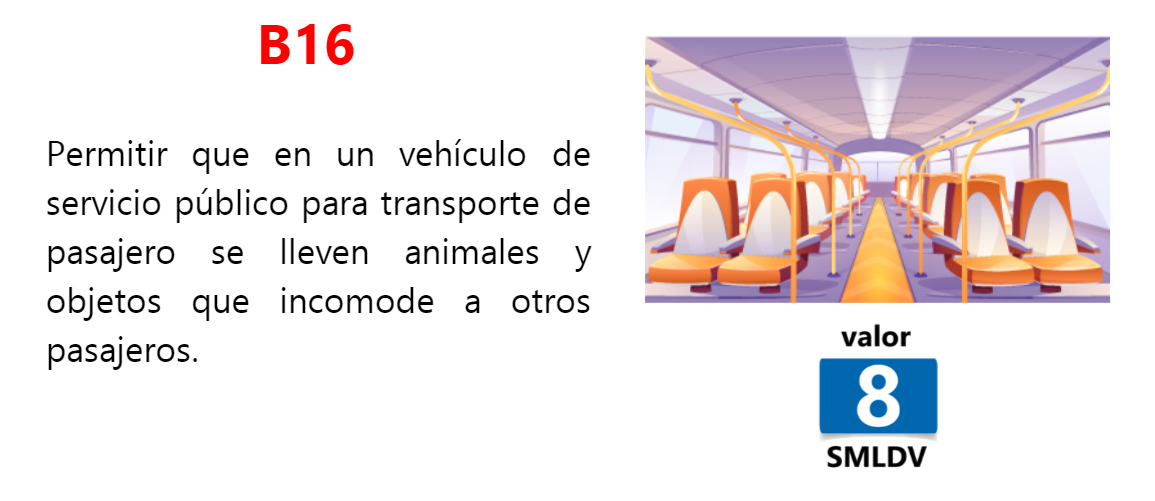 B16
Permitir que en un vehículo de
servicio público para transporte de
pasajero se lleven animales y
objetos que incomode a otros
pasajeros.
valor
8
SMLDV